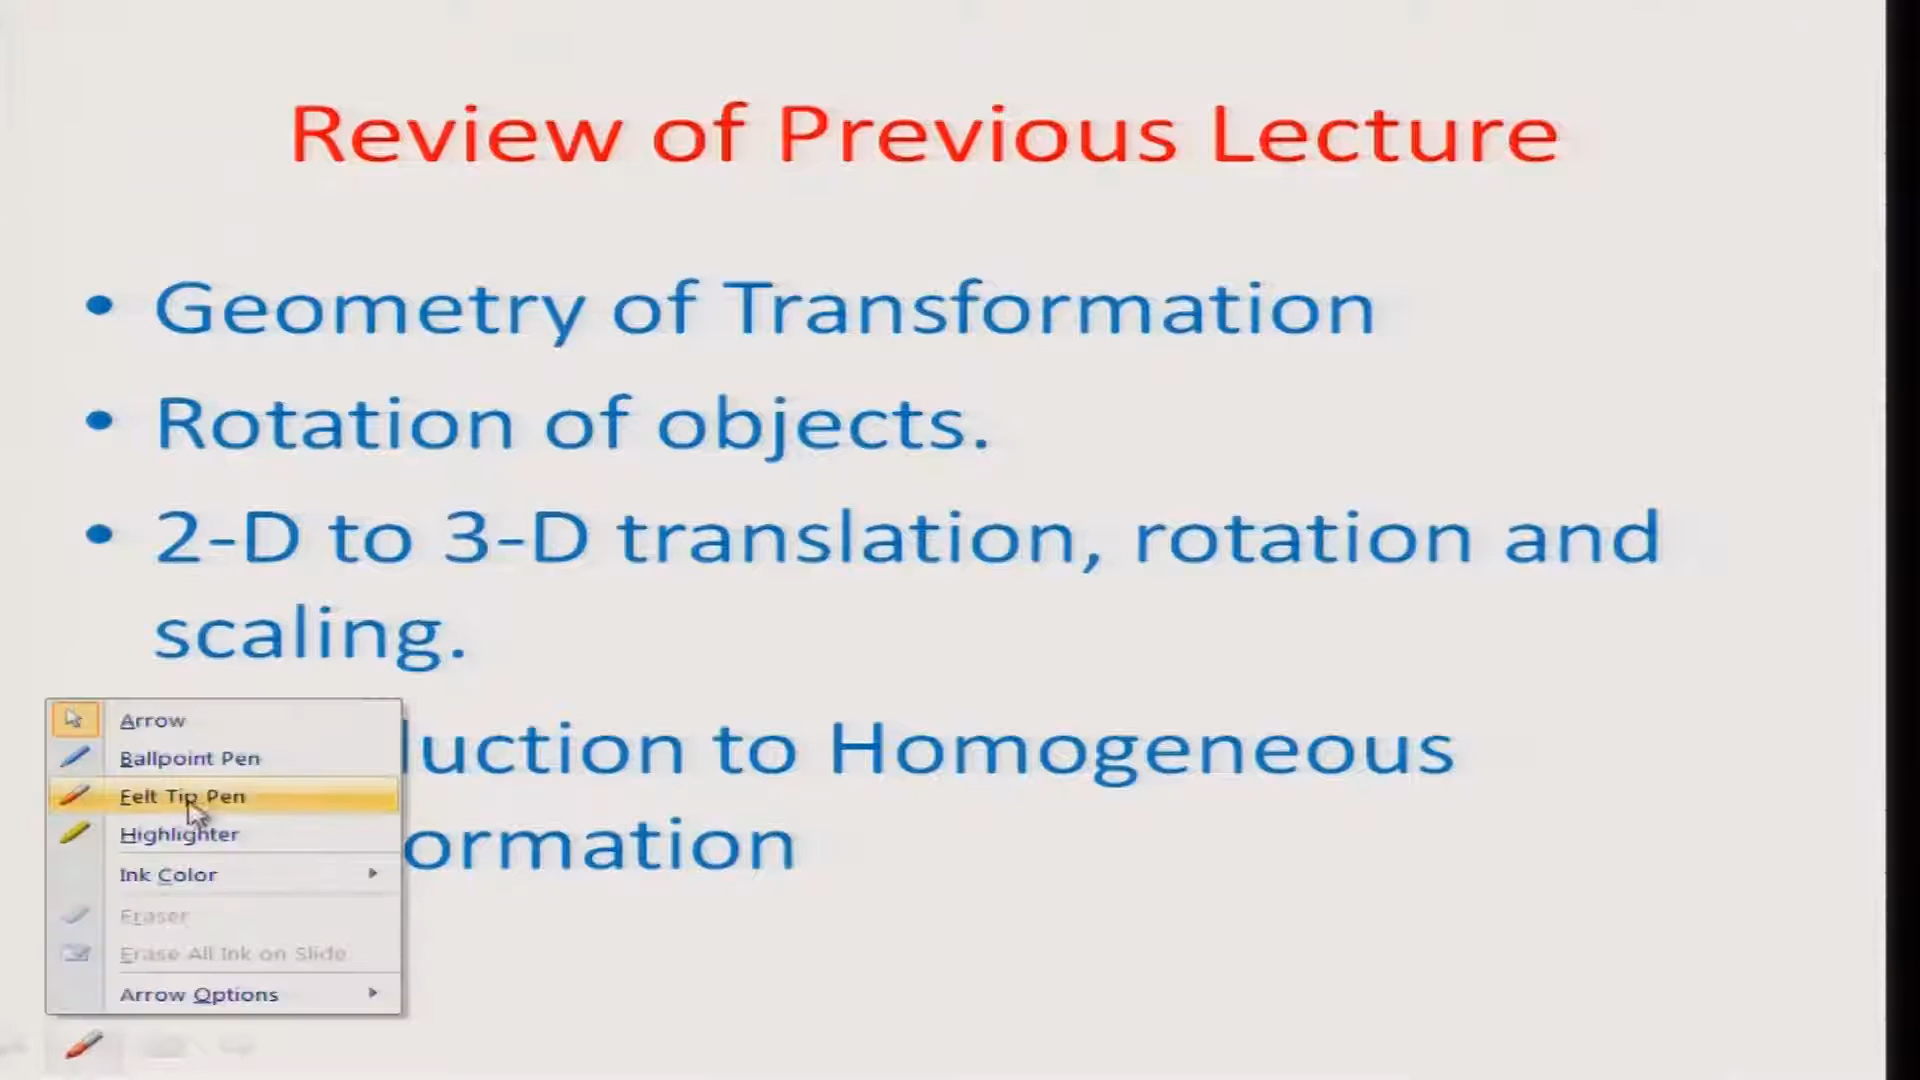 Review of Previous Lecture
• Geometry of Transformation
• Rotation of objects.
• 2-D to 3-D translation, rotation and
scaling.
uction to Homogeneous
ormation
Arrow
Ballpoint Pen
Felt Tip Pen
Highlighter
Ink Color
Eraser
Erase All Ink on Slide
Arrow Options